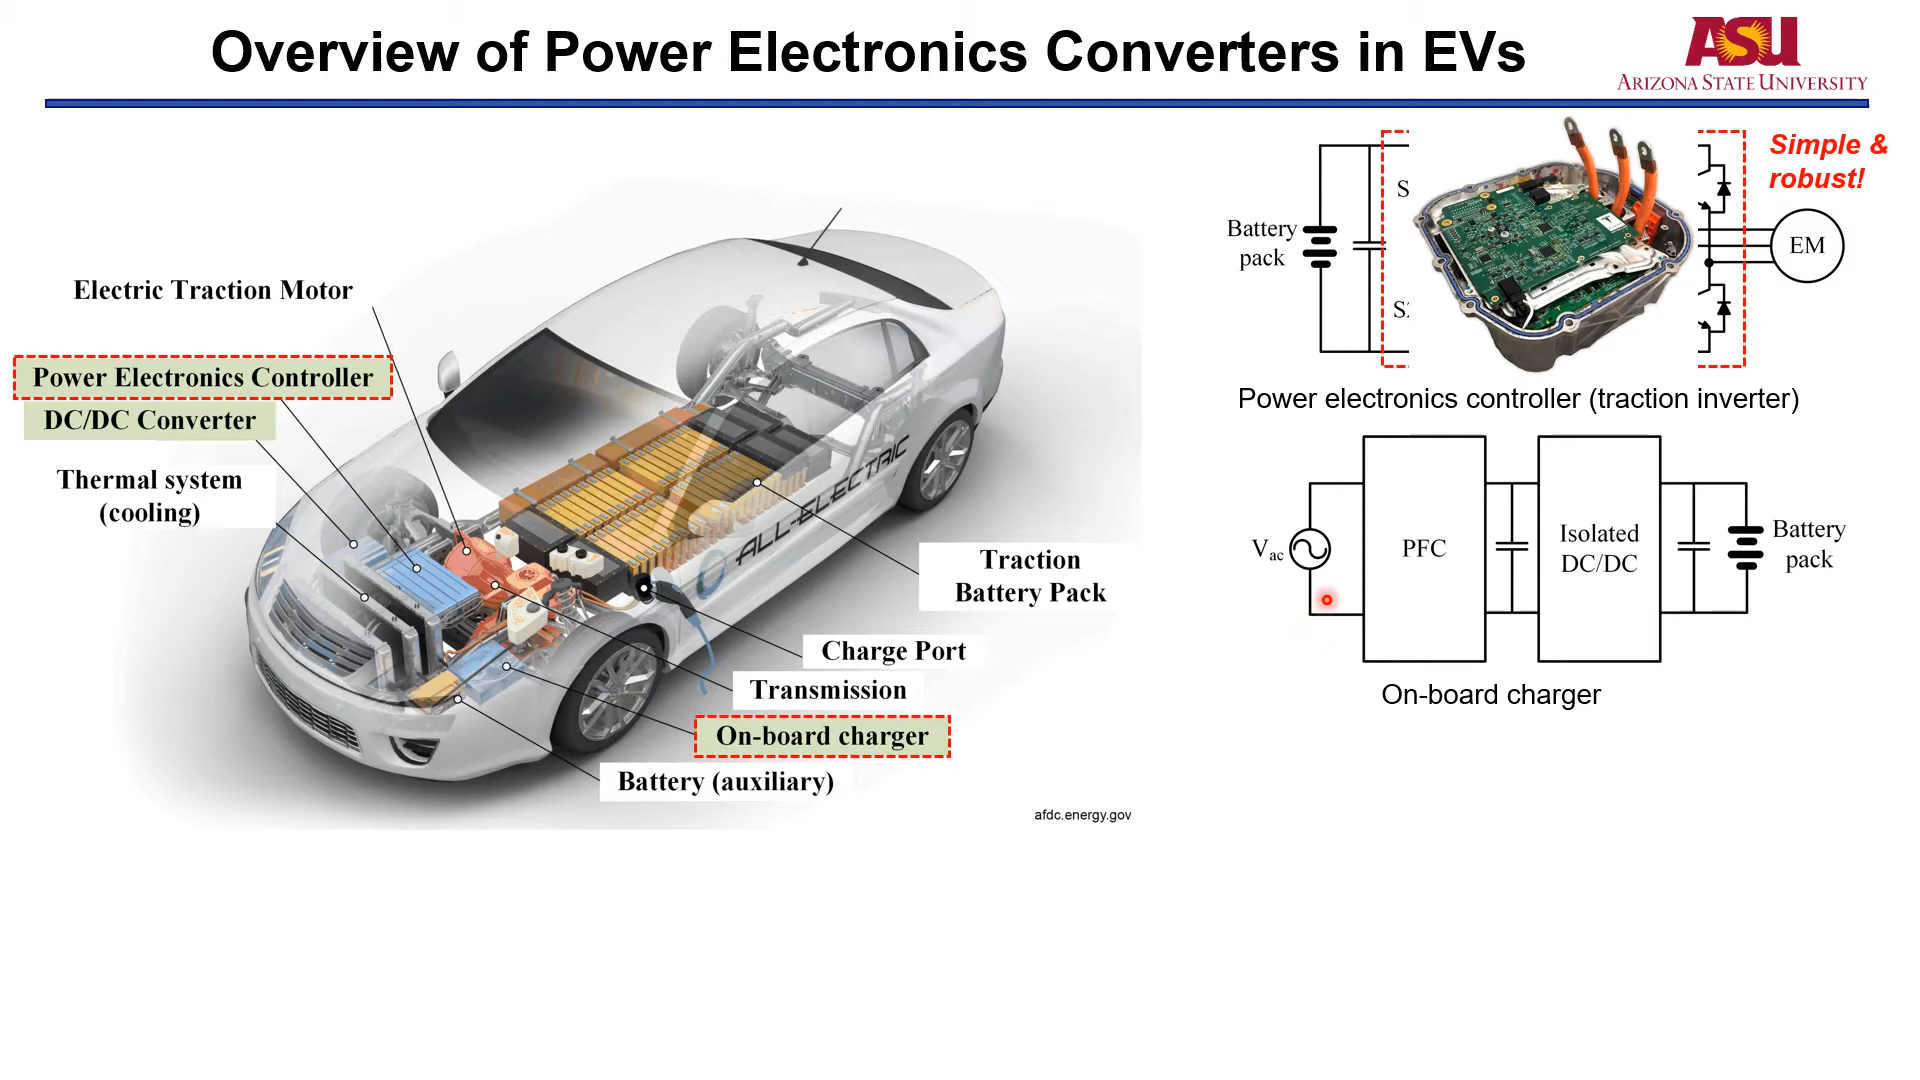 Overview of Power Electronics Converters in EVs
ASU
ARIZONA STATE UNIVERSITY
Electric Traction Motor
Power Electronics Controller
DC/DC Converter
Thermal system
(cooling)
ALL-ELECTRIC
Traction
Battery Pack
Charge Port
Transmission
On-board charger
Battery (auxiliary)
afdc.energy.gov
Simple &
robust!
Battery
pack
S
S
EM
Power electronics controller (traction inverter)
Vac
PFC
Isolated
DC/DC
Battery
pack
On-board charger